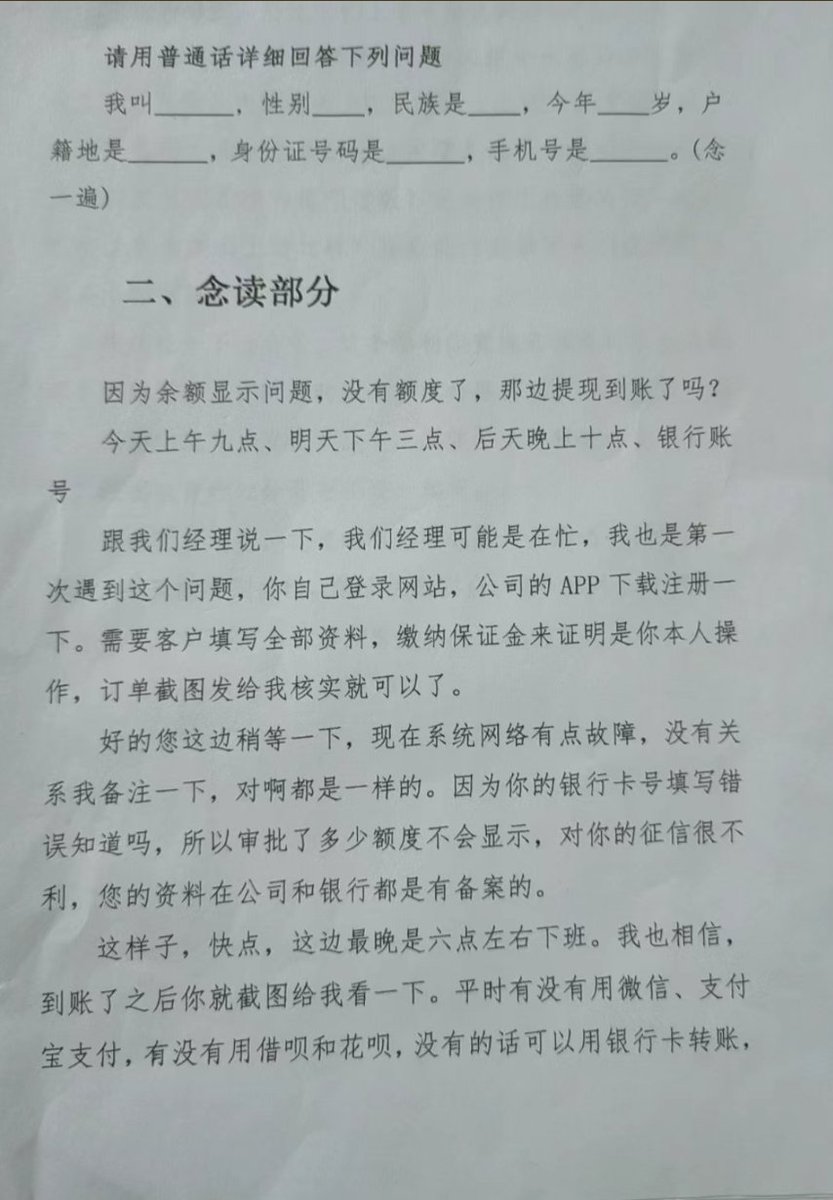 请用普通话详细回答下列问题
我叫______，性别____，民族是____，今年____岁，户
籍地是______，身份证号码是______，手机号是______。(念
一遍)
二、念读部分
因为余额显示问题，没有额度了，那边提现到账了吗？
今天上午九点、明天下午三点、后天晚上十点、银行账
号
跟我们经理说一下，我们经理可能是在忙，我也是第一
次遇到这个问题，你自己登录网站，公司的 APP 下载注册一
下。需要客户填写全部资料，缴纳保证金来证明是你本人操
作，订单截图发给我核实就可以了。
好的您这边稍等一下，现在系统网络有点故障，没有关
系我备注一下，对啊都是一样的。因为你的银行卡号填写错
误知道吗，所以审批了多少额度不会显示，对你的征信很不
利，您的资料在公司和银行都是有备案的。
这样子，快点，这边最晚是六点左右下班。我也相信，
到账了之后你就截图给我看一下。平时有没有用微信、支付
宝支付，有没有用借呗和花呗，没有的话可以用银行卡转账，